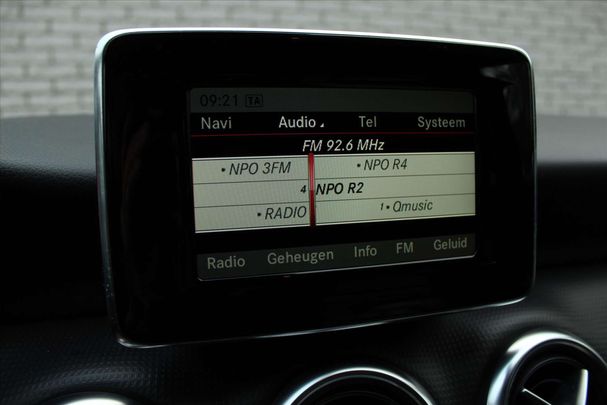 09:21 TA
Navi Audio Tel Systeem
FM 92.6 MHz
• NPO 3FM • NPO R4
4 NPO R2
• RADIO 1 • Qmusic
Radio Geheugen Info FM Geluid